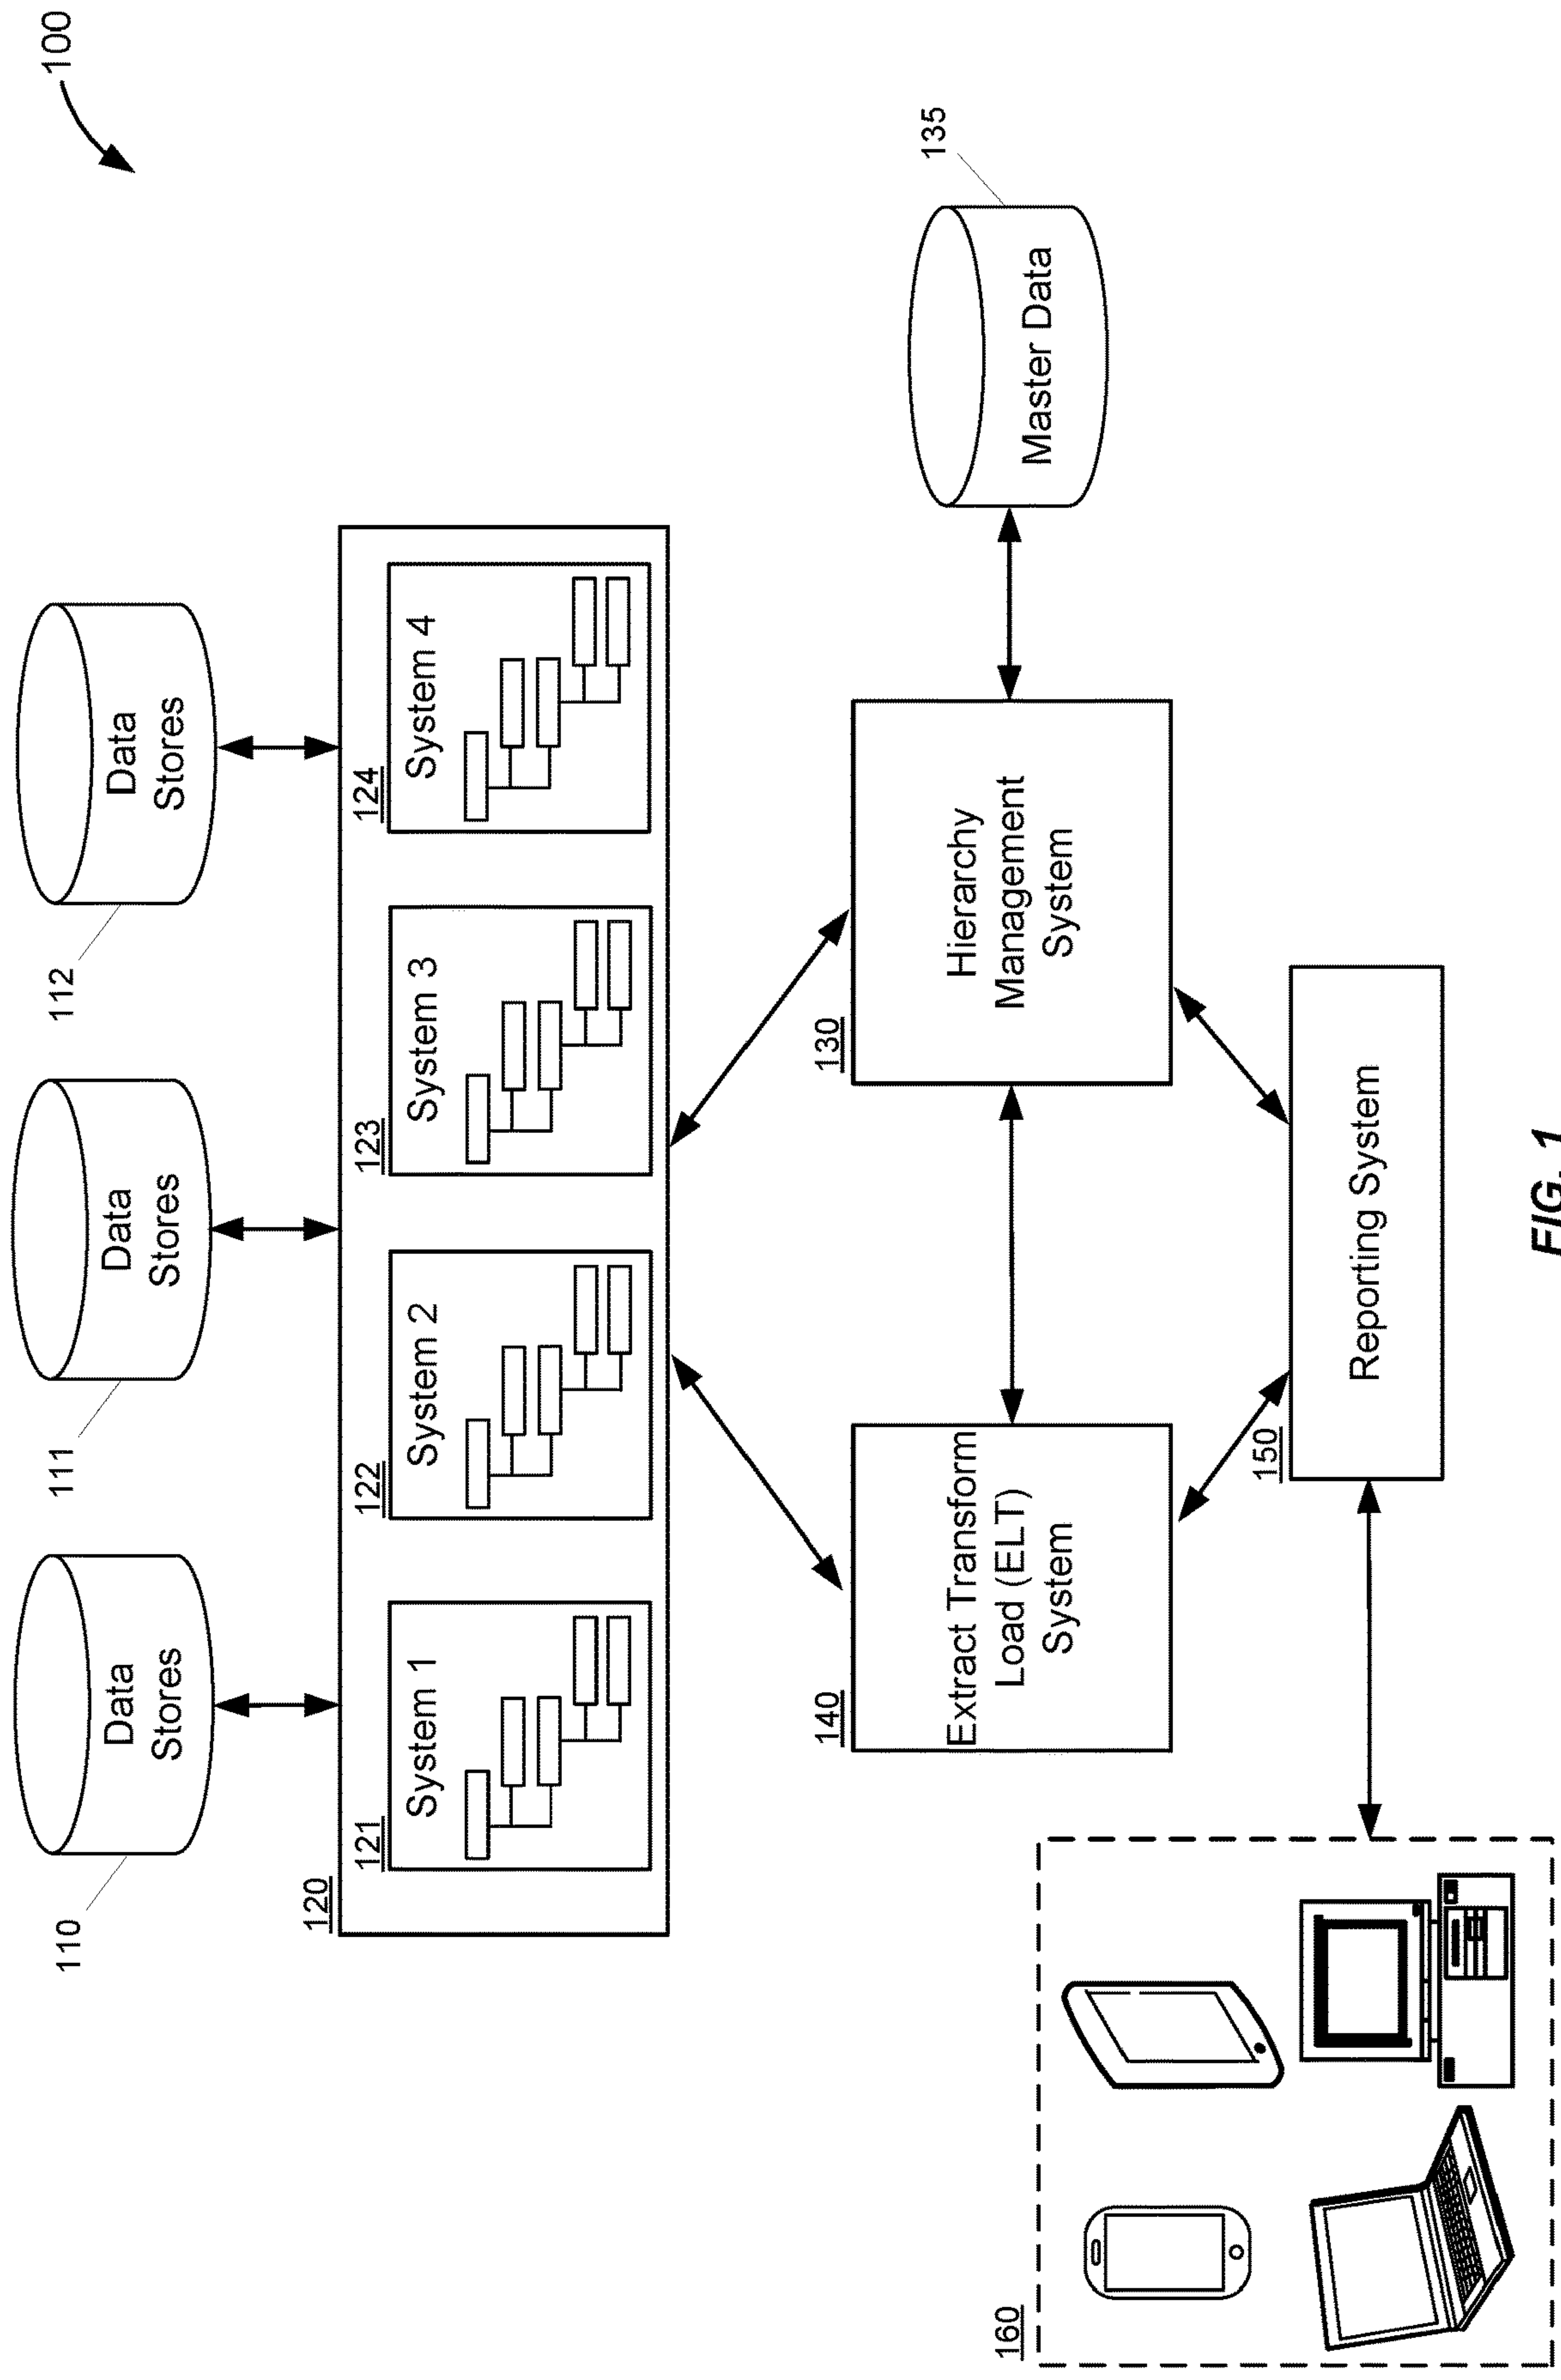 100
110
Data
Stores
111
Data
Stores
112
Data
Stores
120
121
System 1
122
System 2
123
System 3
124
System 4
140
Extract Transform
Load (ELT)
System
130
Hierarchy
Management
System
135
Master Data
150
Reporting System
160
FIG. 1